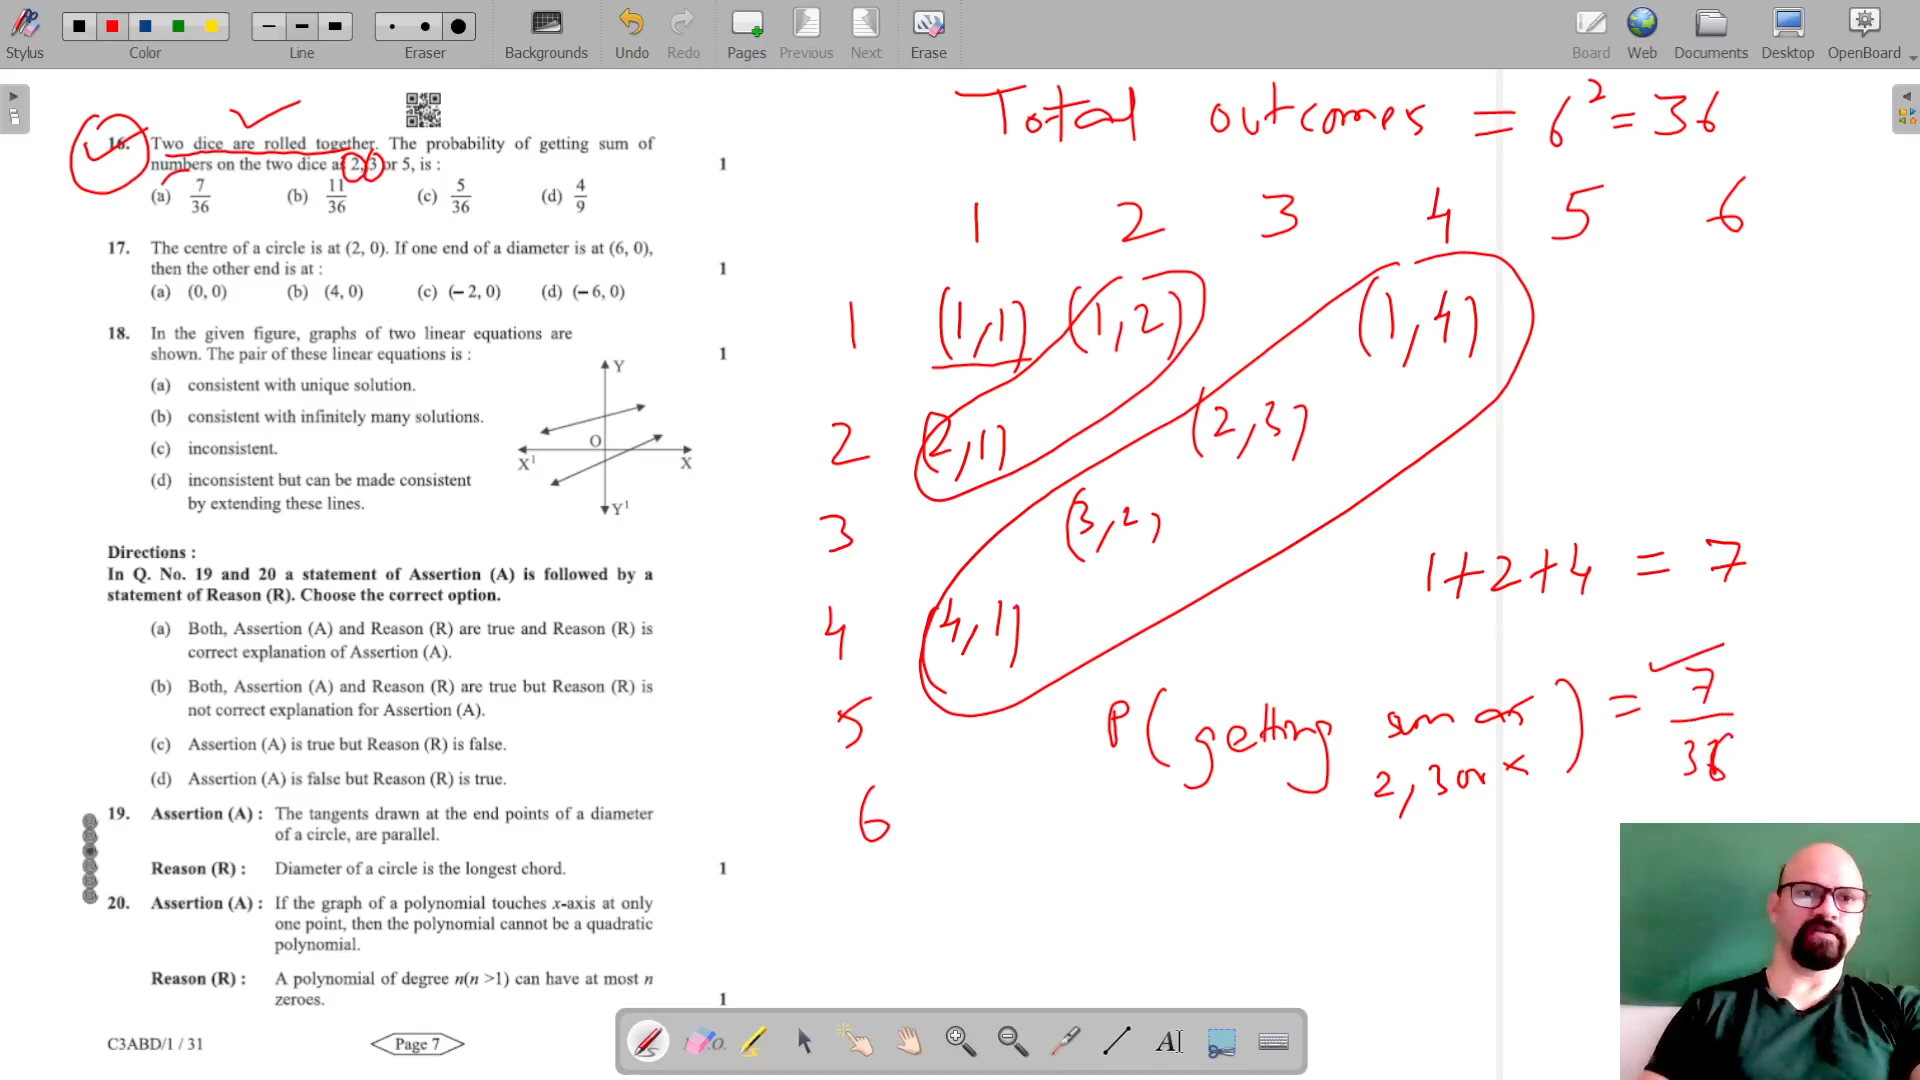 Stylus
Color
Line
Eraser
Backgrounds
Undo
Redo
Pages
Previous
Next
Erase
Board
Web
Documents
Desktop
OpenBoard
16. Two dice are rolled together. The probability of getting sum of
numbers on the two dice as 2, 3 or 5, is : 1
(a) 7/36 (b) 11/36 (c) 5/36 (d) 4/9
17. The centre of a circle is at (2, 0). If one end of a diameter is at (6, 0),
then the other end is at : 1
(a) (0, 0) (b) (4, 0) (c) (– 2, 0) (d) (– 6, 0)
18. In the given figure, graphs of two linear equations are
shown. The pair of these linear equations is : 1
(a) consistent with unique solution.
(b) consistent with infinitely many solutions.
(c) inconsistent.
(d) inconsistent but can be made consistent
by extending these lines.
Y
O
X¹ X
Y¹
Directions :
In Q. No. 19 and 20 a statement of Assertion (A) is followed by a
statement of Reason (R). Choose the correct option.
(a) Both, Assertion (A) and Reason (R) are true and Reason (R) is
correct explanation of Assertion (A).
(b) Both, Assertion (A) and Reason (R) are true but Reason (R) is
not correct explanation for Assertion (A).
(c) Assertion (A) is true but Reason (R) is false.
(d) Assertion (A) is false but Reason (R) is true.
19. Assertion (A) : The tangents drawn at the end points of a diameter
of a circle, are parallel.
Reason (R) : Diameter of a circle is the longest chord. 1
20. Assertion (A) : If the graph of a polynomial touches x-axis at only
one point, then the polynomial cannot be a quadratic
polynomial.
Reason (R) : A polynomial of degree n(n >1) can have at most n
zeroes. 1
C3ABD/1 / 31 Page 7
Total outcomes = 6² = 36
1 2 3 4 5 6
1 (1,1) (1,2) (1,4)
2 (2,1) (2,3)
3 (3,2)
4 (4,1)
5
6
1+2+4 = 7
P(getting sum as
2,3 or 5) = 7/36